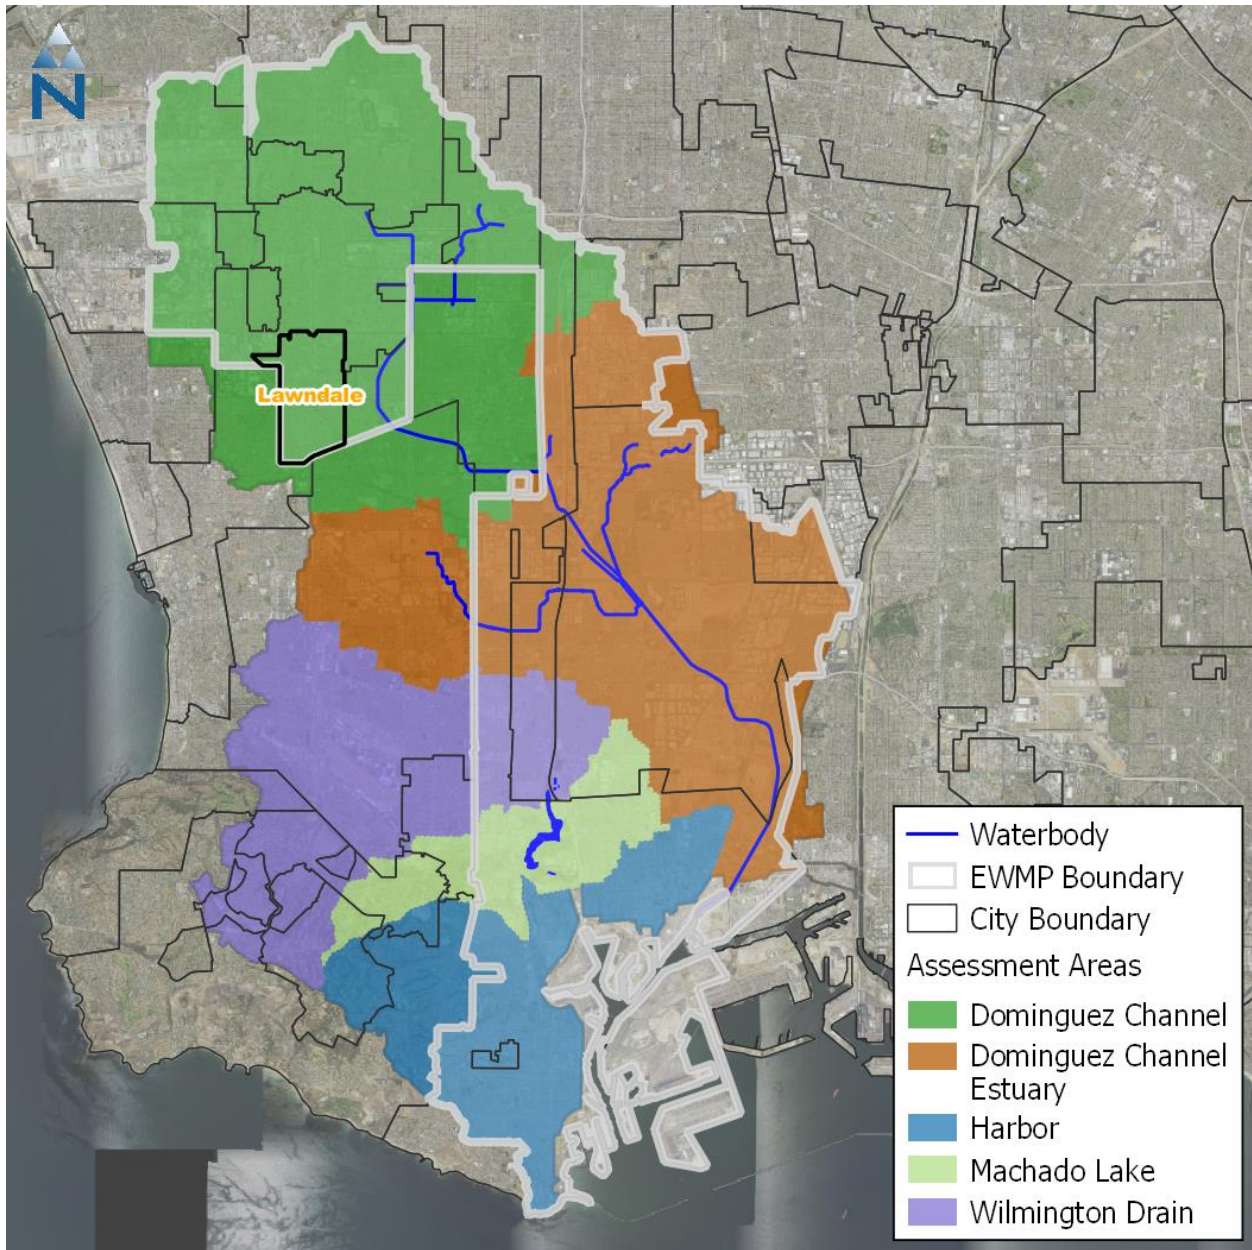 N
Lawndale
Waterbody
EWMP Boundary
City Boundary
Assessment Areas
Dominguez Channel
Dominguez Channel
Estuary
Harbor
Machado Lake
Wilmington Drain